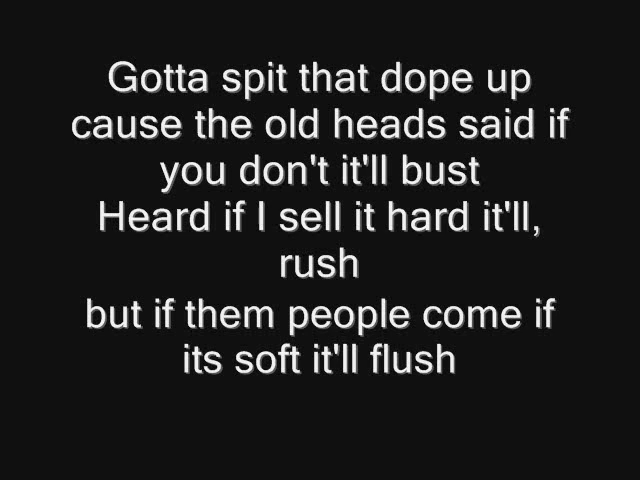 Gotta spit that dope up
cause the old heads said if
you don't it'll bust
Heard if I sell it hard it'll,
rush
but if them people come if
its soft it'll flush